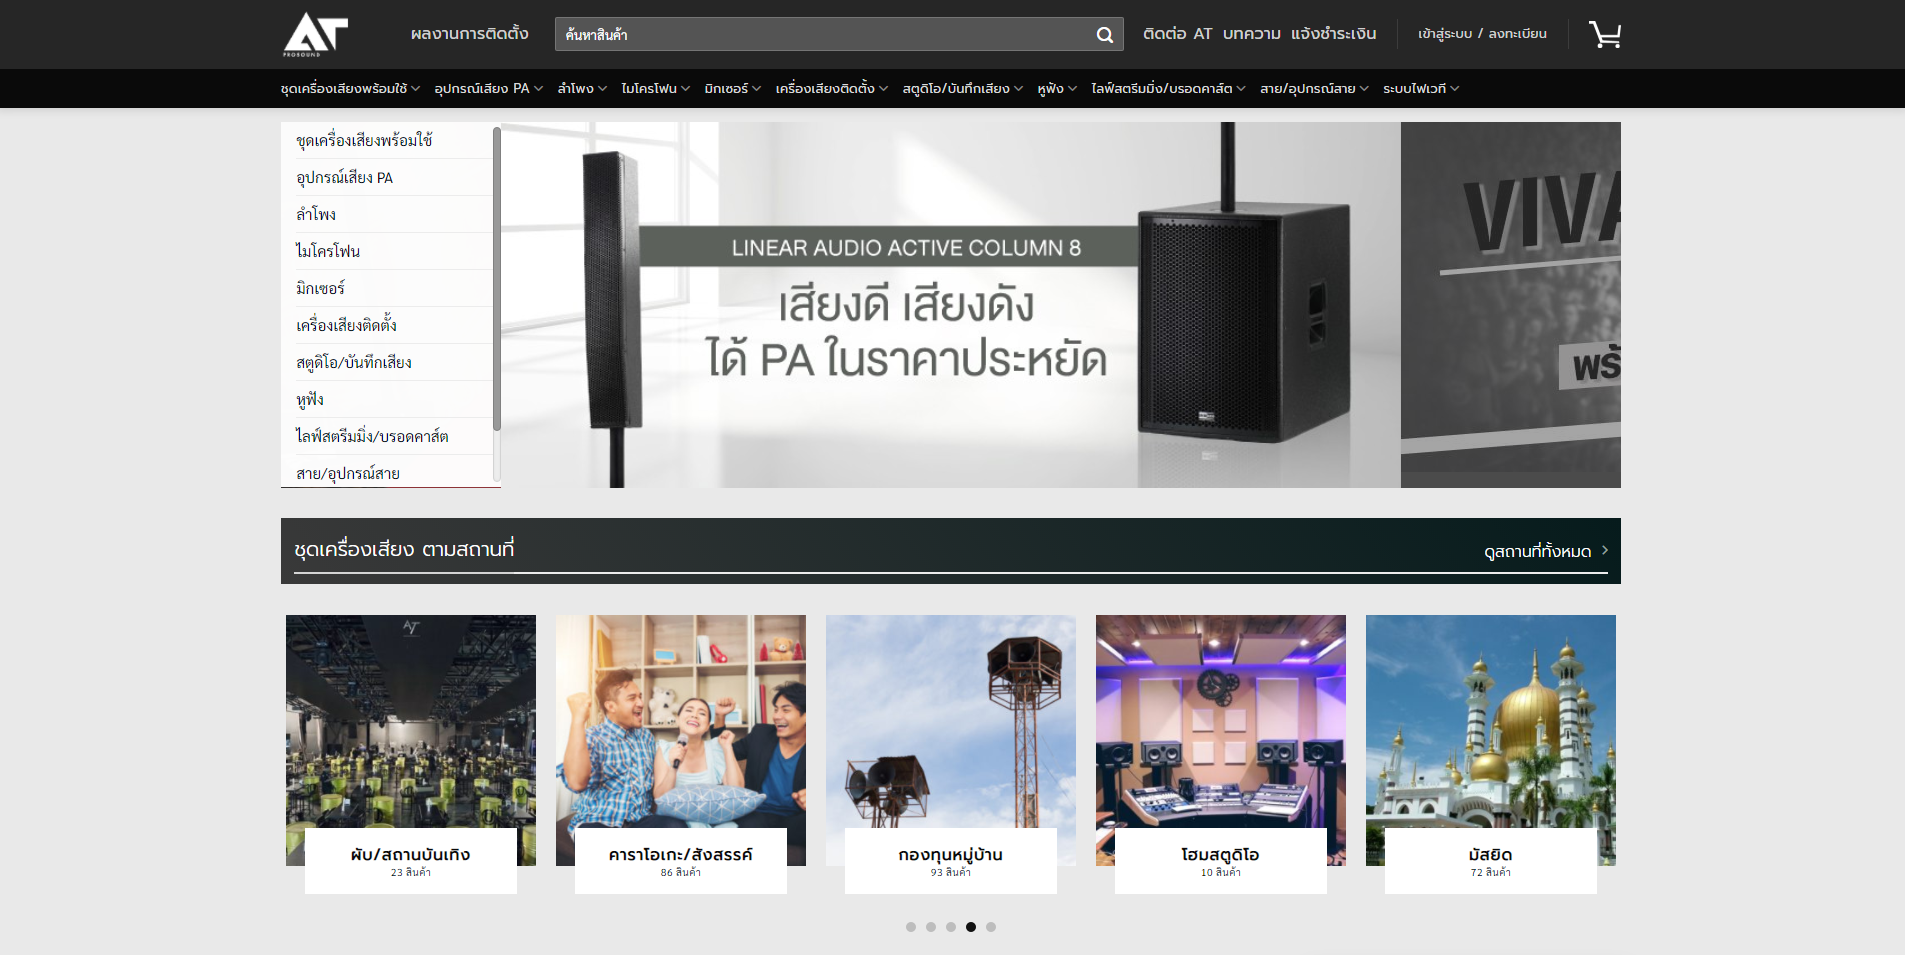 AT
PROSOUND
ผลงานการติดตั้ง
ค้นหาสินค้า
ติดต่อ AT
บทความ
แจ้งชำระเงิน
เข้าสู่ระบบ / ลงทะเบียน
ชุดเครื่องเสียงพร้อมใช้
อุปกรณ์เสียง PA
ลำโพง
ไมโครโฟน
มิกเซอร์
เครื่องเสียงติดตั้ง
สตูดิโอ/บันทึกเสียง
หูฟัง
ไลฟ์สตรีมมิ่ง/บรอดคาส์ต
สาย/อุปกรณ์สาย
ระบบไฟเวที
ชุดเครื่องเสียงพร้อมใช้
อุปกรณ์เสียง PA
ลำโพง
ไมโครโฟน
มิกเซอร์
เครื่องเสียงติดตั้ง
สตูดิโอ/บันทึกเสียง
หูฟัง
ไลฟ์สตรีมมิ่ง/บรอดคาส์ต
สาย/อุปกรณ์สาย
LINEAR AUDIO ACTIVE COLUMN 8
เสียงดี เสียงดัง
ได้ PA ในราคาประหยัด
ชุดเครื่องเสียง ตามสถานที่
ดูสถานที่ทั้งหมด
ผับ/สถานบันเทิง
23 สินค้า
คาราโอเกะ/สังสรรค์
86 สินค้า
กองทุนหมู่บ้าน
93 สินค้า
โฮมสตูดิโอ
10 สินค้า
มัสยิด
72 สินค้า